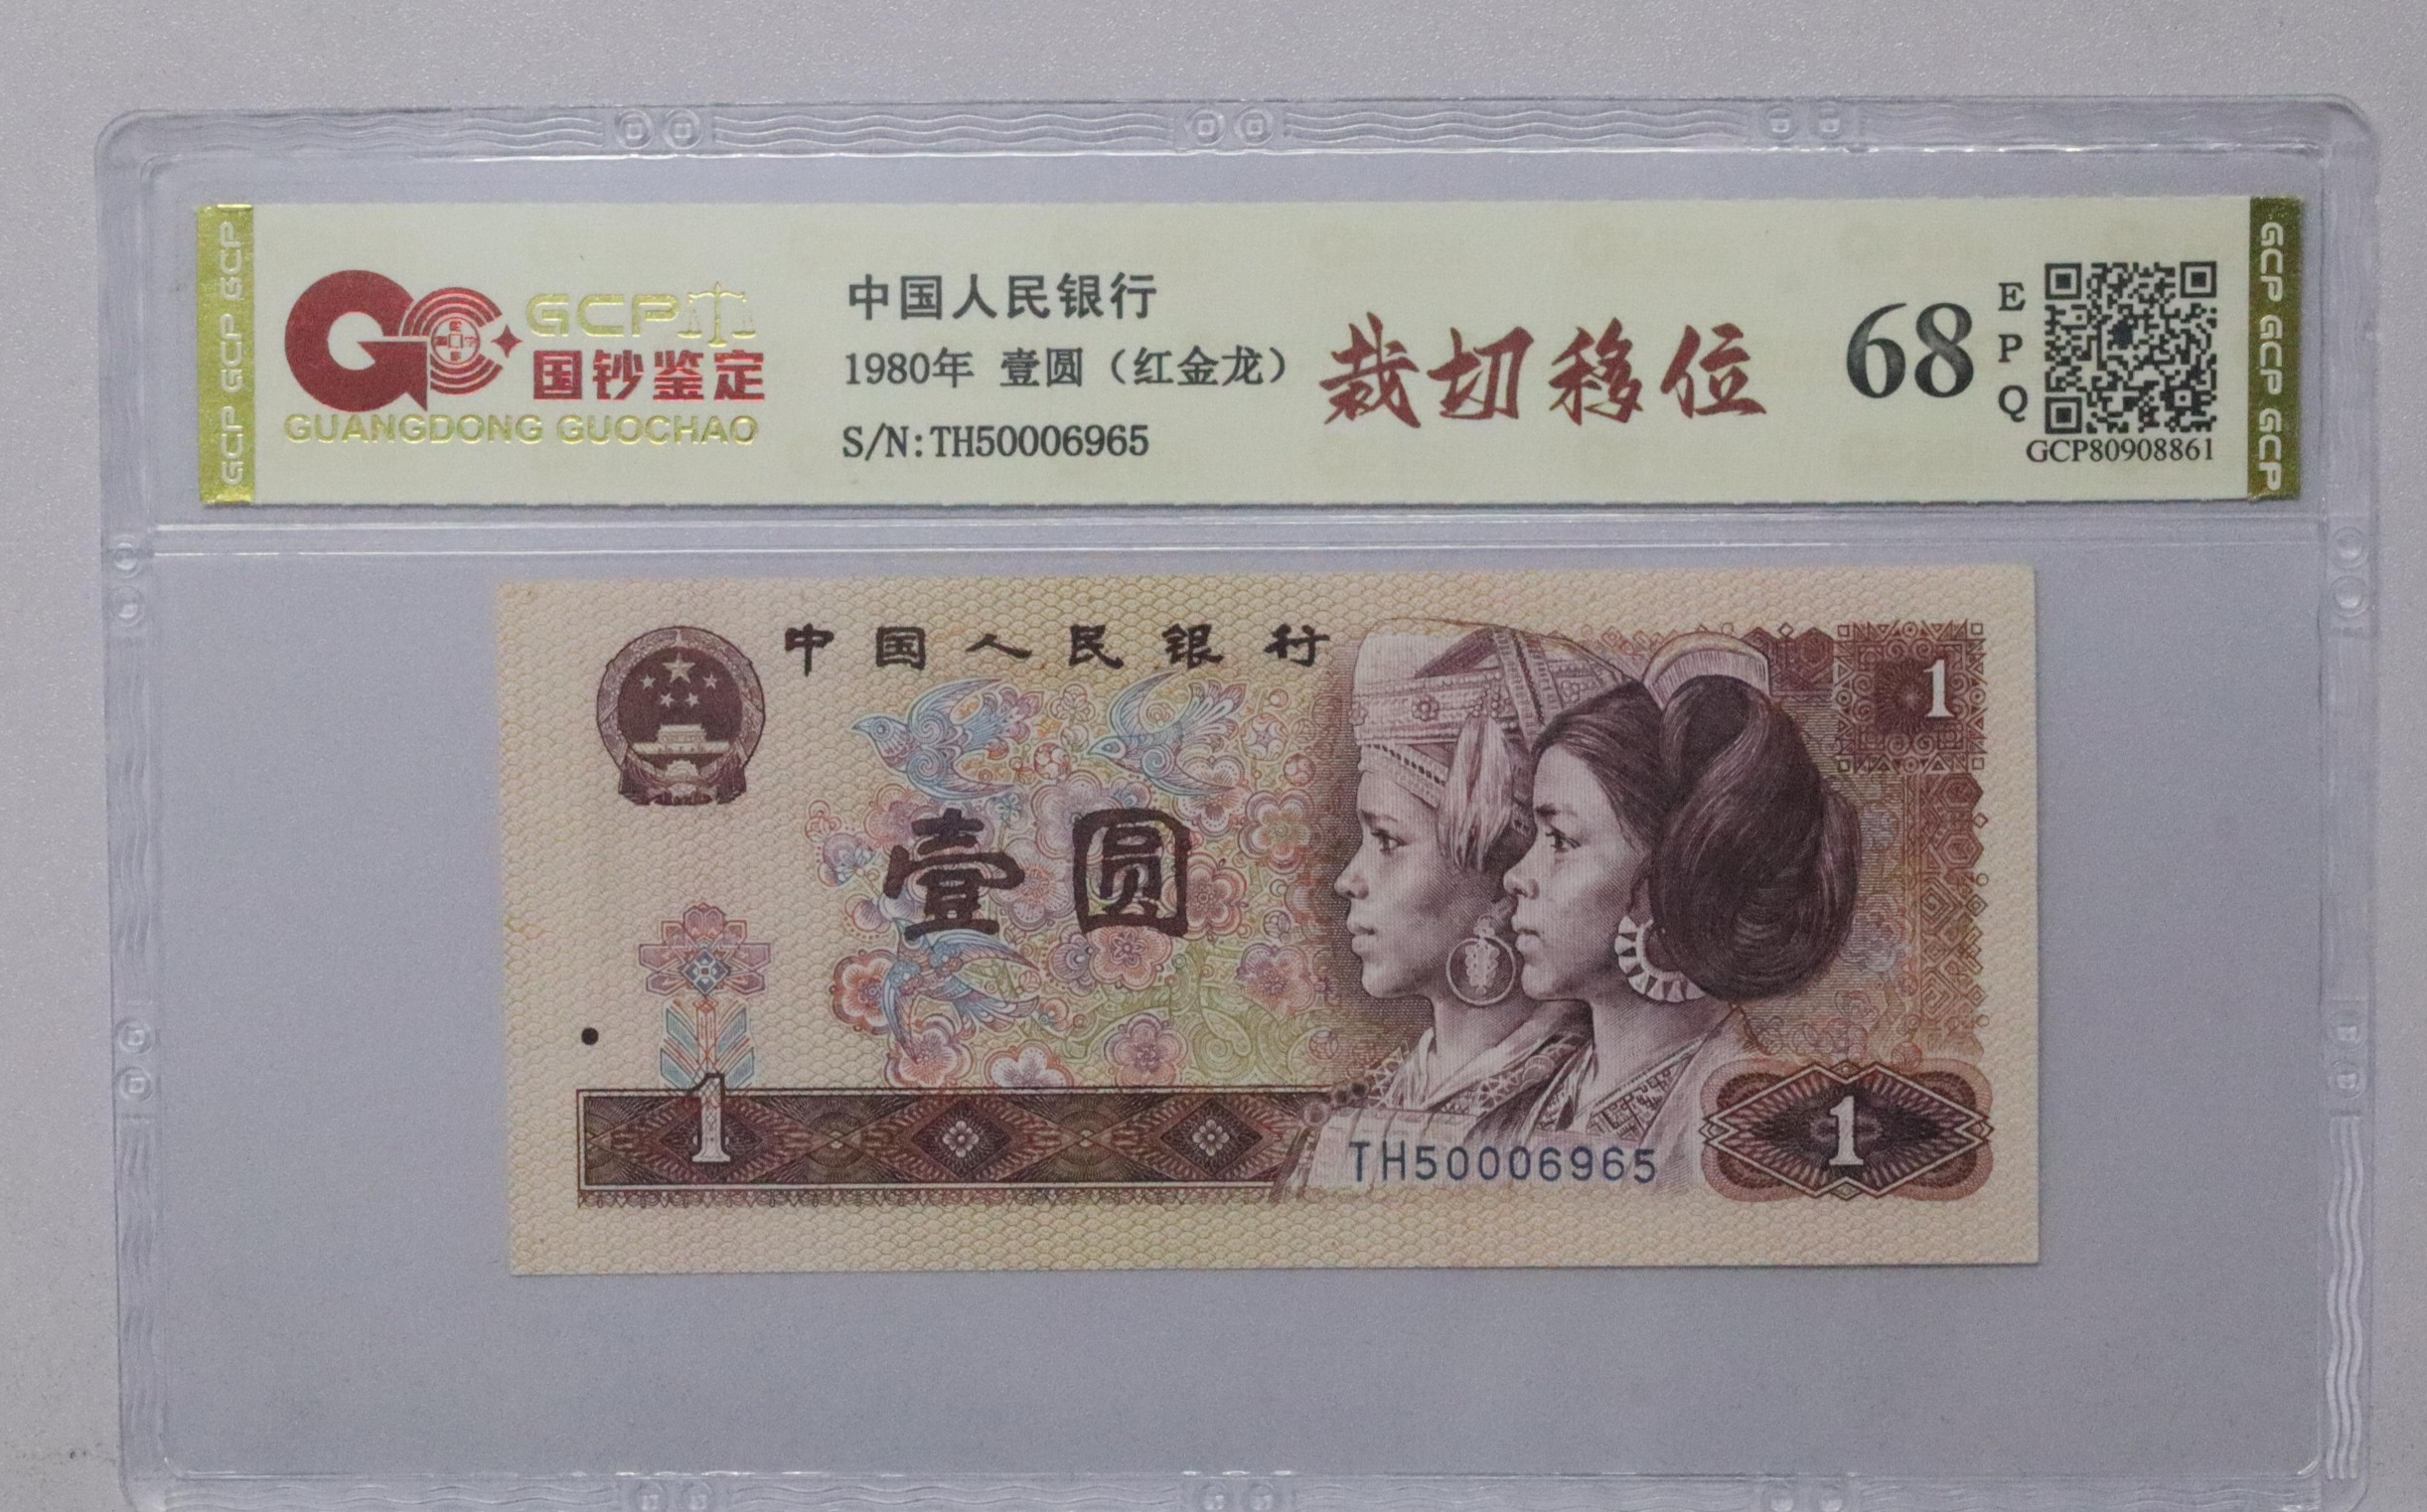 GCP GCP GCP
GCP
国钞鉴定
GUANGDONG GUOCHAO
中国人民银行
1980年 壹圆（红金龙）
S/N:TH50006965
裁切移位
68
E
P
Q
GCP80908861
GCP GCP GCP
中国人民银行
1
壹圆
1
TH50006965
1